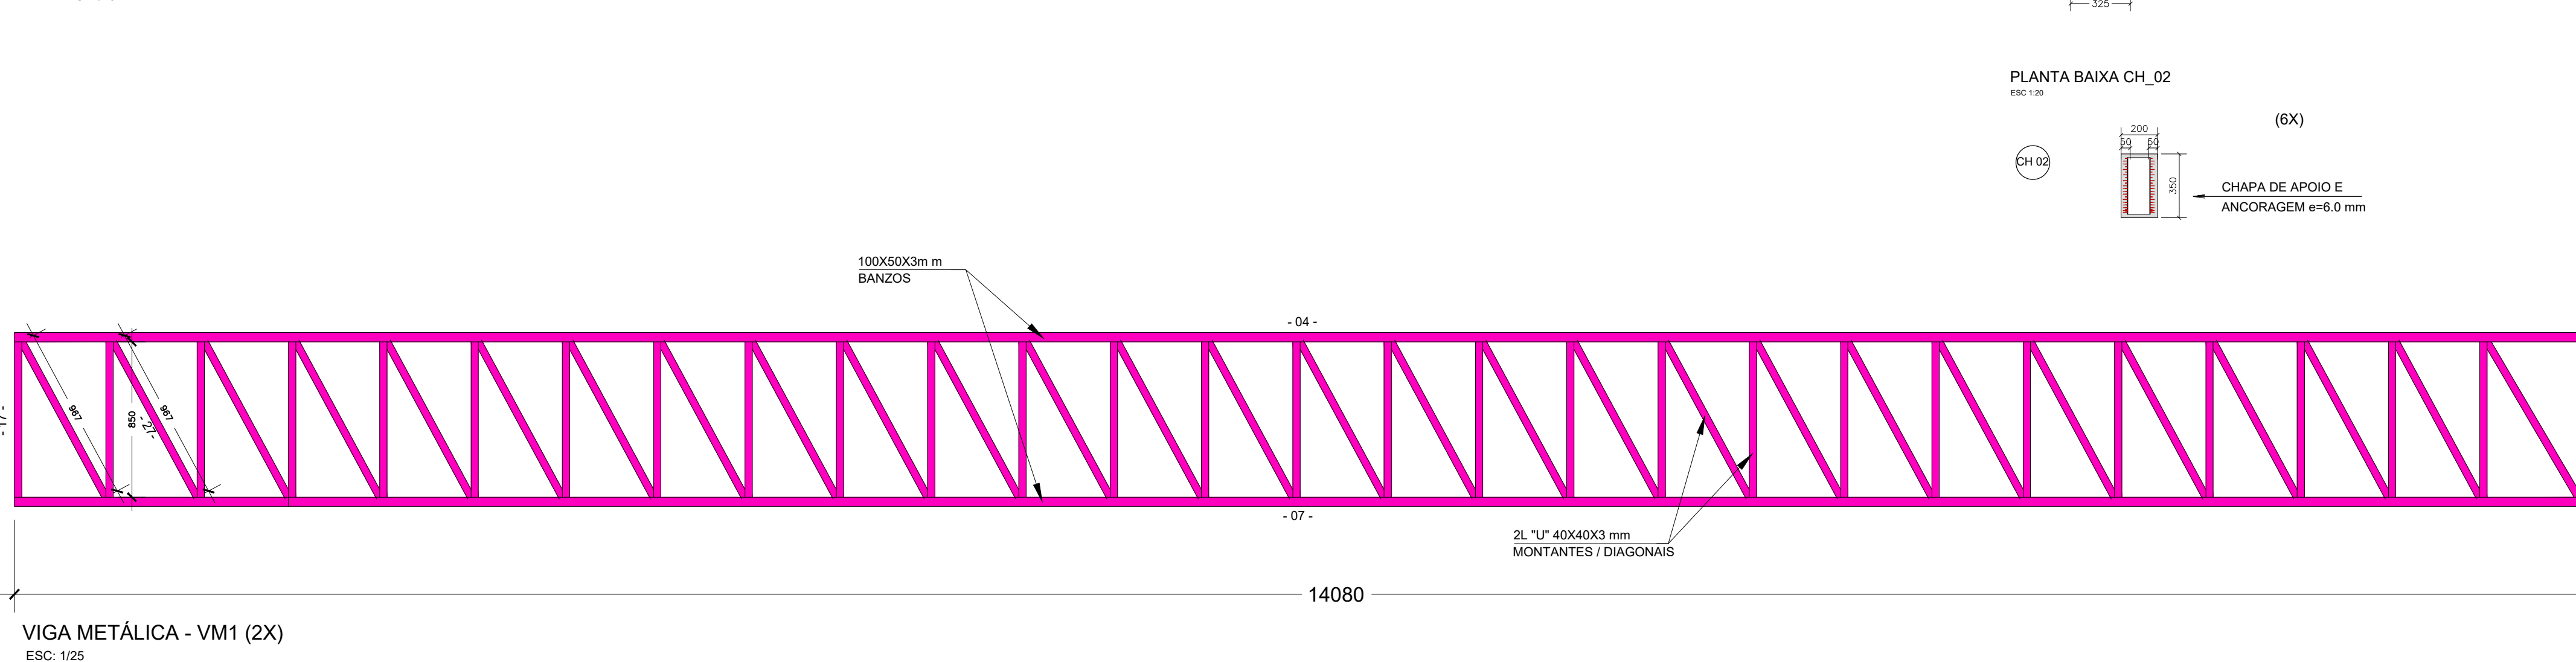 325
PLANTA BAIXA CH_02
ESC 1:20
(6X)
200
50 50
CH 02
350
CHAPA DE APOIO E
ANCORAGEM e=6.0 mm
100X50X3m m
BANZOS
- 04 -
967
850
- 27-
967
- 07 -
2L "U" 40X40X3 mm
MONTANTES / DIAGONAIS
14080
VIGA METÁLICA - VM1 (2X)
ESC: 1/25